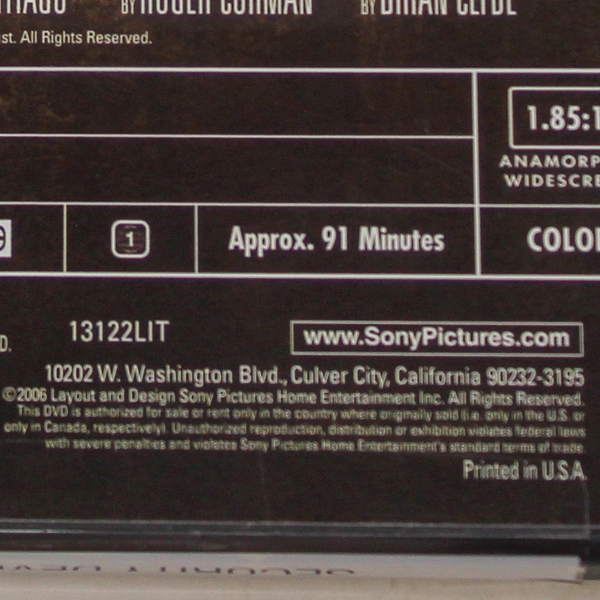 BY ROGER CORMAN BY BRIAN CLYDE
st. All Rights Reserved.
1.85:1
ANAMORP
WIDESCRE
1
Approx. 91 Minutes
COLO
D.
13122LIT
www.SonyPictures.com
10202 W. Washington Blvd., Culver City, California 90232-3195
©2006 Layout and Design Sony Pictures Home Entertainment Inc. All Rights Reserved.
This DVD is authorized for sale or rent only in the country where originally sold (i.e. only in the U.S. or
only in Canada, respectively). Unauthorized reproduction, distribution or exhibition violates federal laws
with severe penalties and violates Sony Pictures Home Entertainment's standard terms of trade.
Printed in U.S.A.